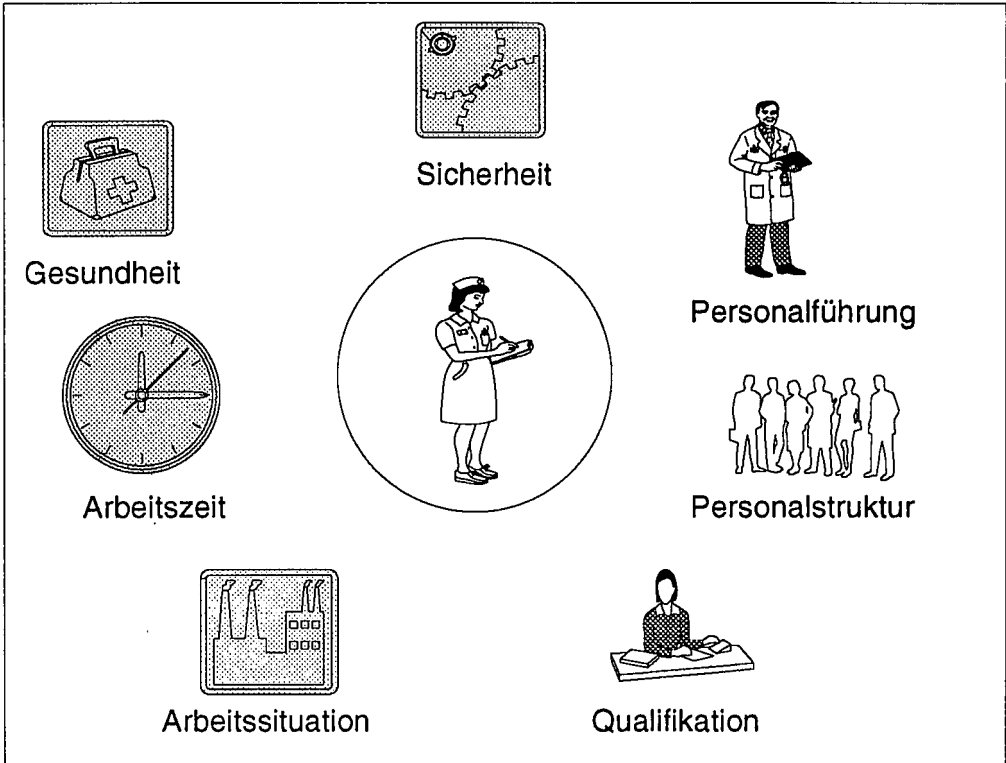 Sicherheit
Gesundheit
Personalführung
Arbeitszeit
Personalstruktur
Arbeitssituation
Qualifikation